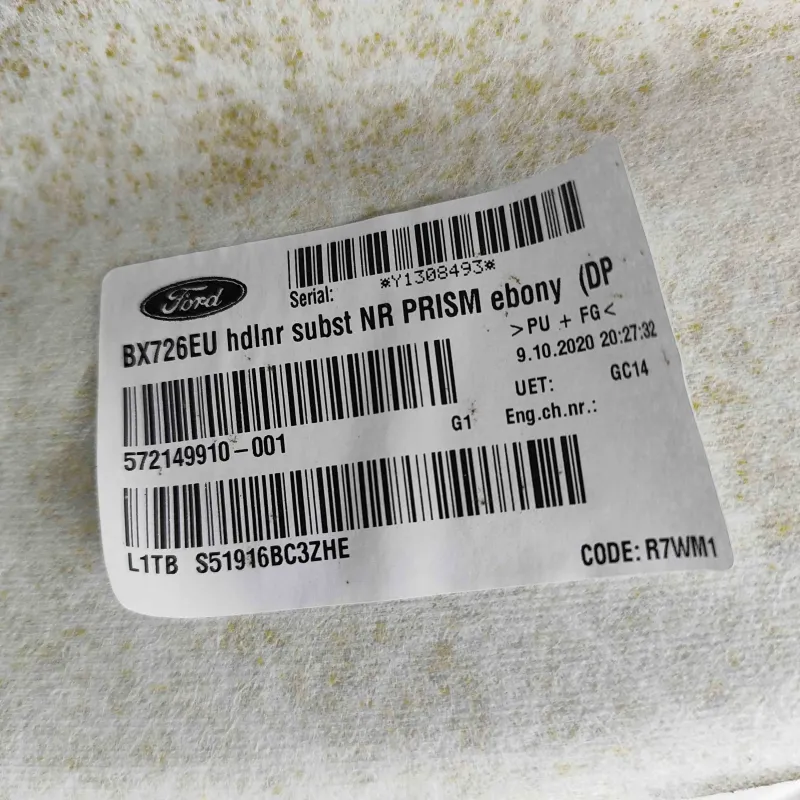 Ford
Serial: *Y1308493*
BX726EU hdlnr subst NR PRISM ebony (DP
>PU + FG<
9.10.2020 20:27:32
UET: GC14
G1 Eng.ch.nr.:
572149910-001
L1TB S51916BC3ZHE
CODE: R7WM1